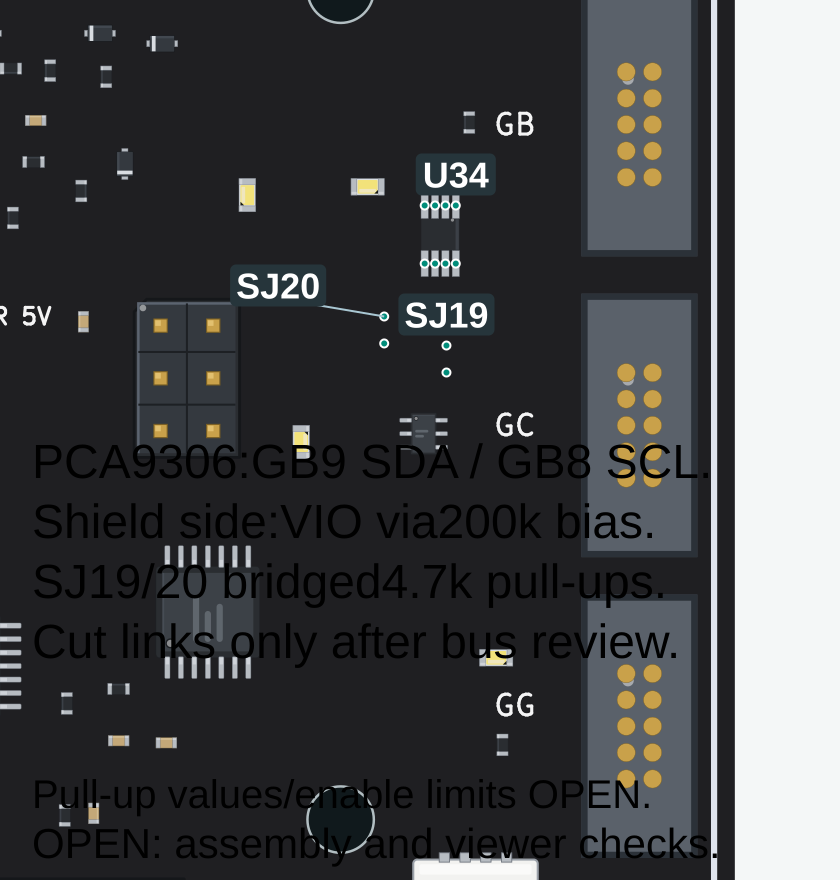 GB
U34
SJ20
SJ19
R 5V
GC
PCA9306:GB9 SDA / GB8 SCL.
Shield side:VIO via200k bias.
SJ19/20 bridged4.7k pull-ups.
Cut links only after bus review.
GG
Pull-up values/enable limits OPEN.
OPEN: assembly and viewer checks.